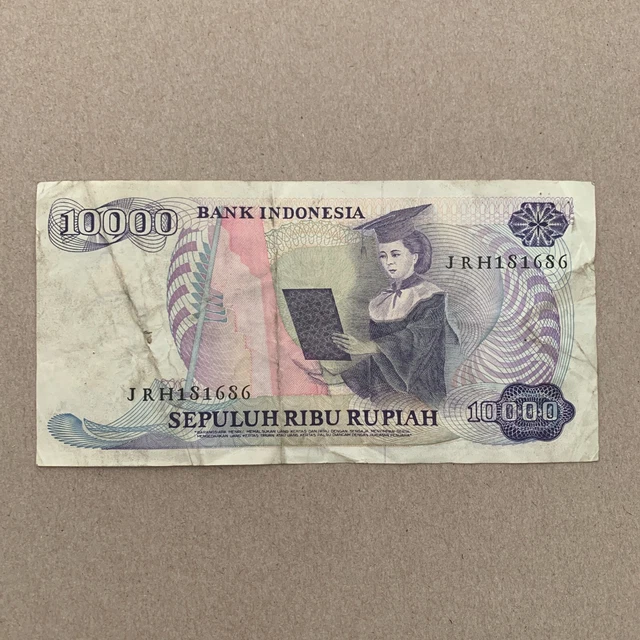 10000
BANK INDONESIA
JRH181686
JRH181686
SEPULUH RIBU RUPIAH
10000